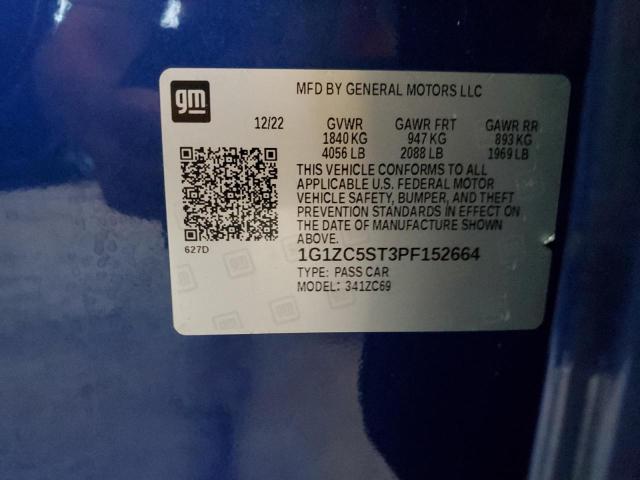 gm
MFD BY GENERAL MOTORS LLC
12/22 GVWR GAWR FRT GAWR RR
1840 KG 947 KG 893 KG
4056 LB 2088 LB 1969 LB
THIS VEHICLE CONFORMS TO ALL
APPLICABLE U.S. FEDERAL MOTOR
VEHICLE SAFETY, BUMPER, AND THEFT
PREVENTION STANDARDS IN EFFECT ON
THE DATE OF MANUFACTURE SHOWN
ABOVE.
627D
1G1ZC5ST3PF152664
TYPE: PASS CAR
MODEL: 341ZC69